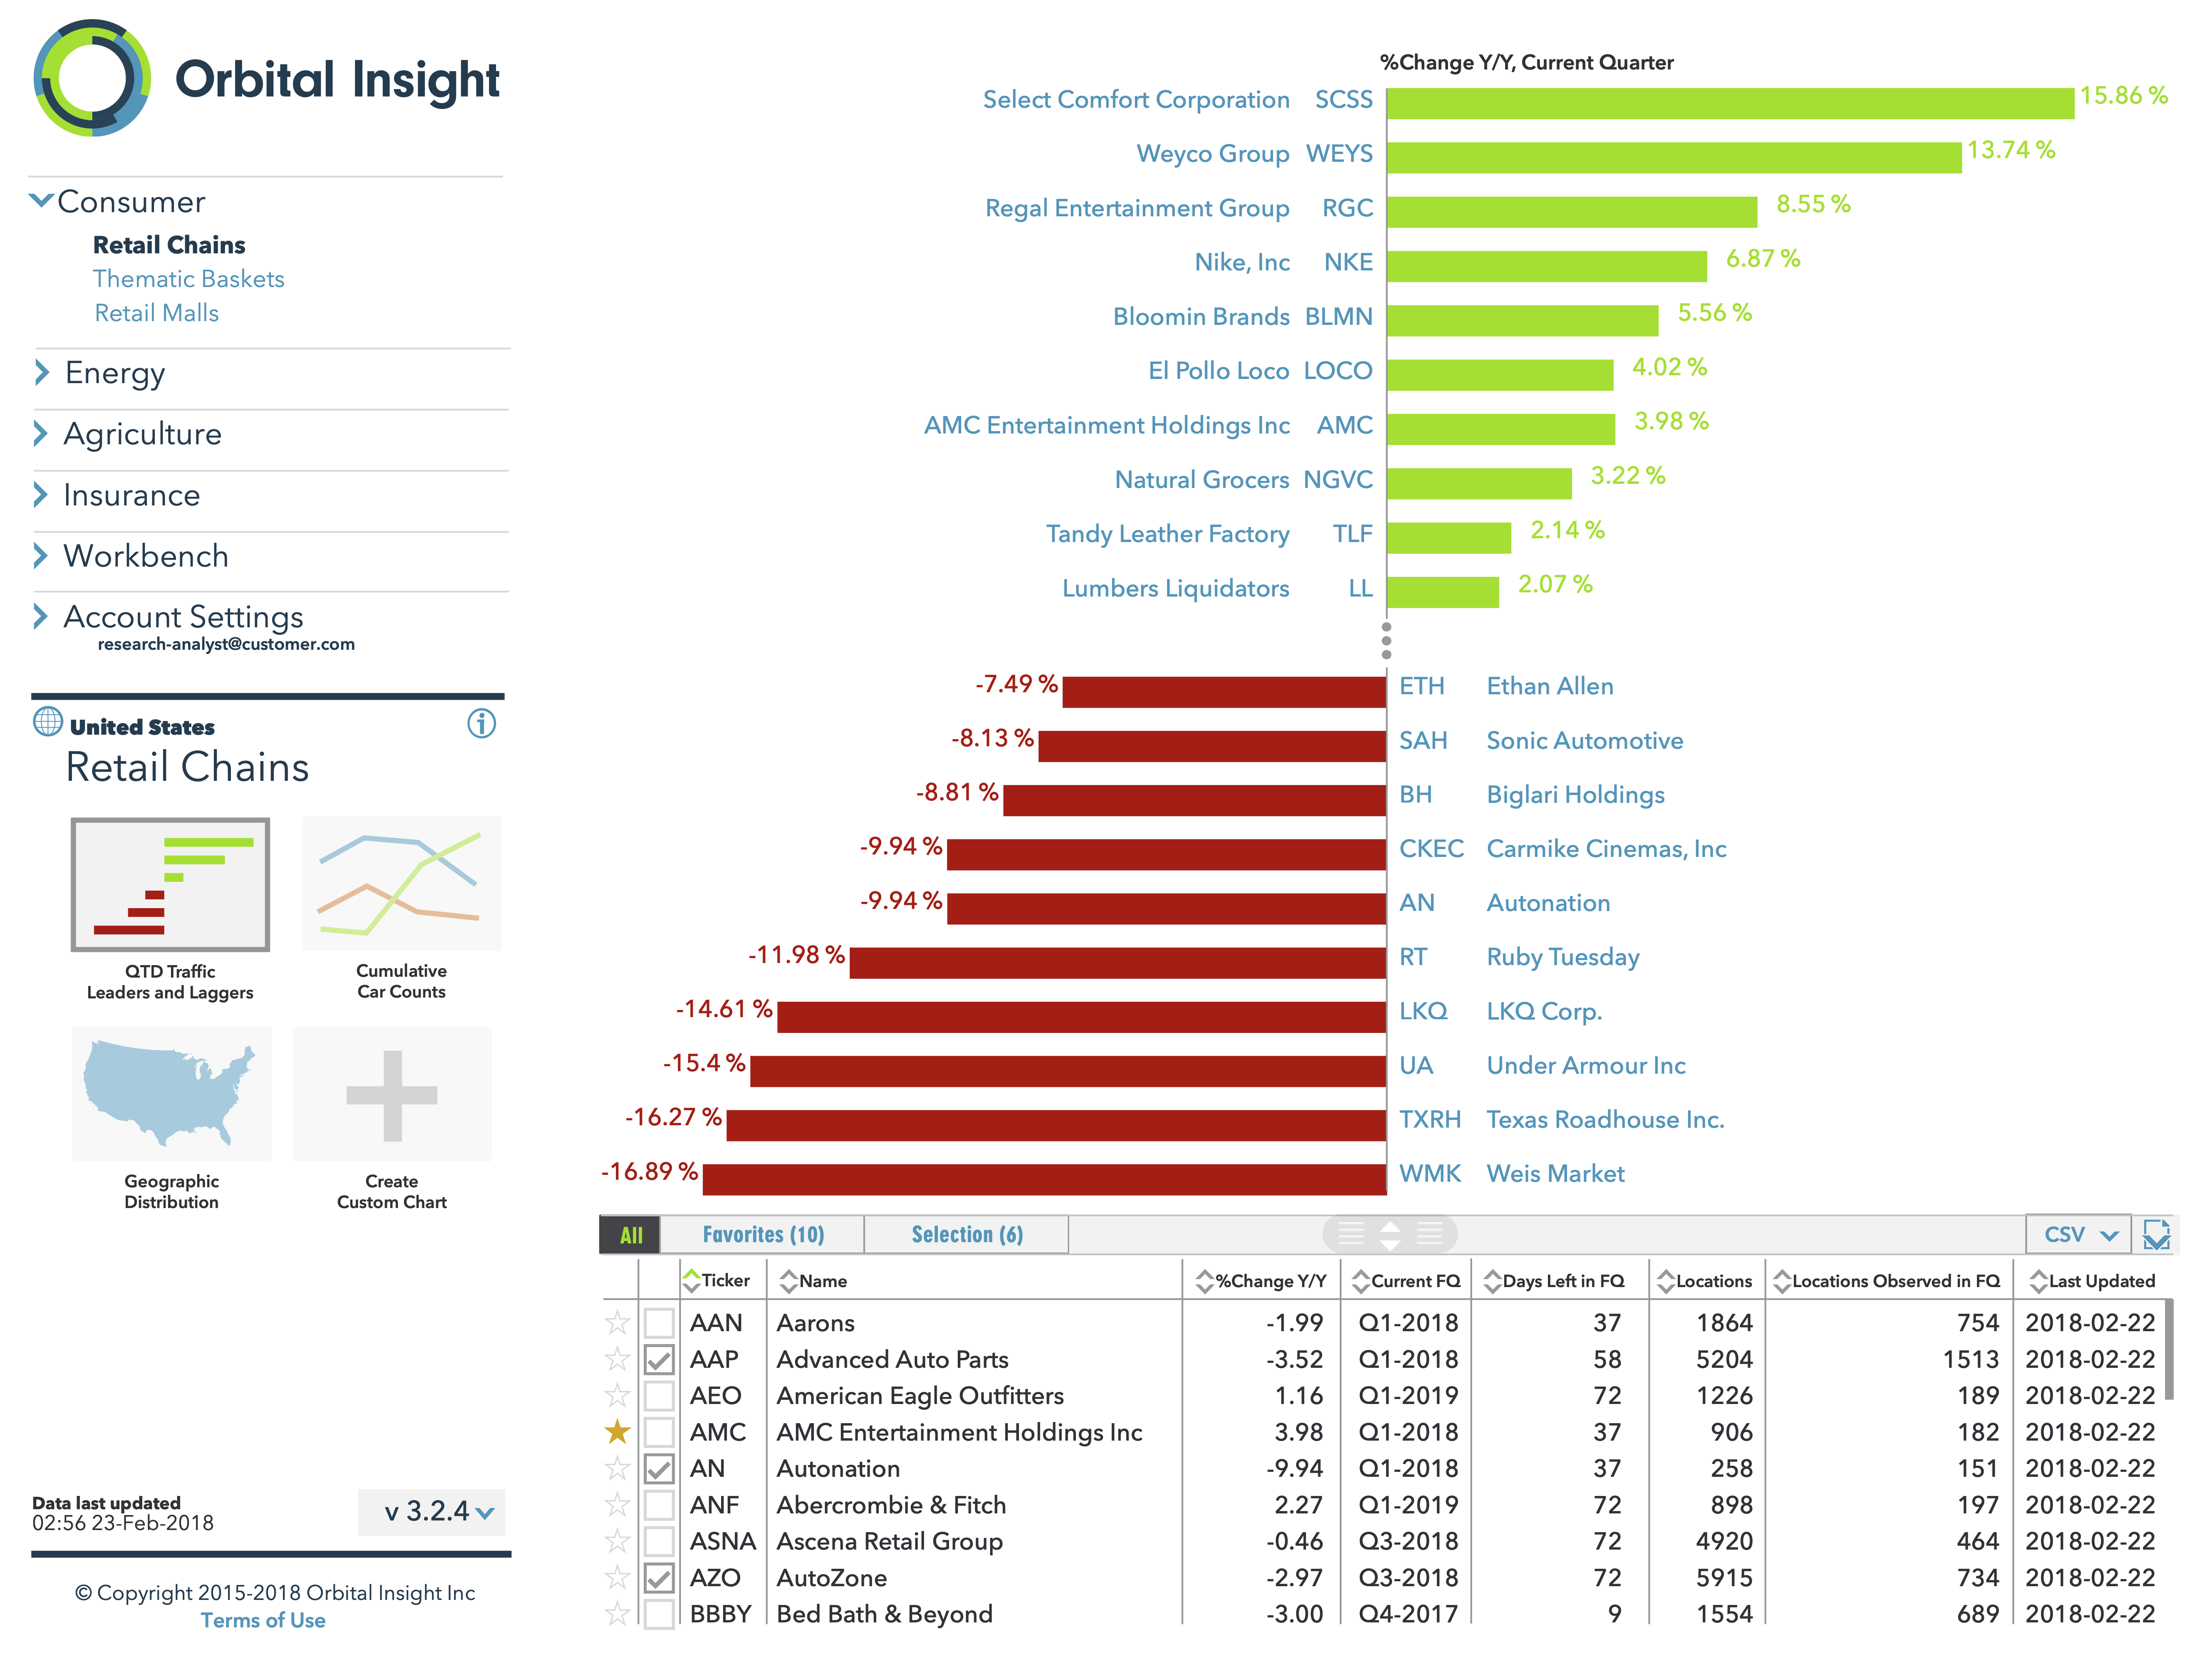 Orbital Insight
Consumer
Retail Chains
Thematic Baskets
Retail Malls
Energy
Agriculture
Insurance
Workbench
Account Settings
research-analyst@customer.com
United States
Retail Chains
QTD Traffic
Leaders and Laggers
Cumulative
Car Counts
Geographic
Distribution
Create
Custom Chart
Data last updated
02:56 23-Feb-2018
v 3.2.4
© Copyright 2015-2018 Orbital Insight Inc
Terms of Use
%Change Y/Y, Current Quarter
Select Comfort Corporation SCSS 15.86 %
Weyco Group WEYS 13.74 %
Regal Entertainment Group RGC 8.55 %
Nike, Inc NKE 6.87 %
Bloomin Brands BLMN 5.56 %
El Pollo Loco LOCO 4.02 %
AMC Entertainment Holdings Inc AMC 3.98 %
Natural Grocers NGVC 3.22 %
Tandy Leather Factory TLF 2.14 %
Lumbers Liquidators LL 2.07 %
-7.49 % ETH Ethan Allen
-8.13 % SAH Sonic Automotive
-8.81 % BH Biglari Holdings
-9.94 % CKEC Carmike Cinemas, Inc
-9.94 % AN Autonation
-11.98 % RT Ruby Tuesday
-14.61 % LKQ LKQ Corp.
-15.4 % UA Under Armour Inc
-16.27 % TXRH Texas Roadhouse Inc.
-16.89 % WMK Weis Market
All Favorites (10) Selection (6) CSV
Ticker Name %Change Y/Y Current FQ Days Left in FQ Locations Locations Observed in FQ Last Updated
AAN Aarons -1.99 Q1-2018 37 1864 754 2018-02-22
AAP Advanced Auto Parts -3.52 Q1-2018 58 5204 1513 2018-02-22
AEO American Eagle Outfitters 1.16 Q1-2019 72 1226 189 2018-02-22
AMC AMC Entertainment Holdings Inc 3.98 Q1-2018 37 906 182 2018-02-22
AN Autonation -9.94 Q1-2018 37 258 151 2018-02-22
ANF Abercrombie & Fitch 2.27 Q1-2019 72 898 197 2018-02-22
ASNA Ascena Retail Group -0.46 Q3-2018 72 4920 464 2018-02-22
AZO AutoZone -2.97 Q3-2018 72 5915 734 2018-02-22
BBBY Bed Bath & Beyond -3.00 Q4-2017 9 1554 689 2018-02-22